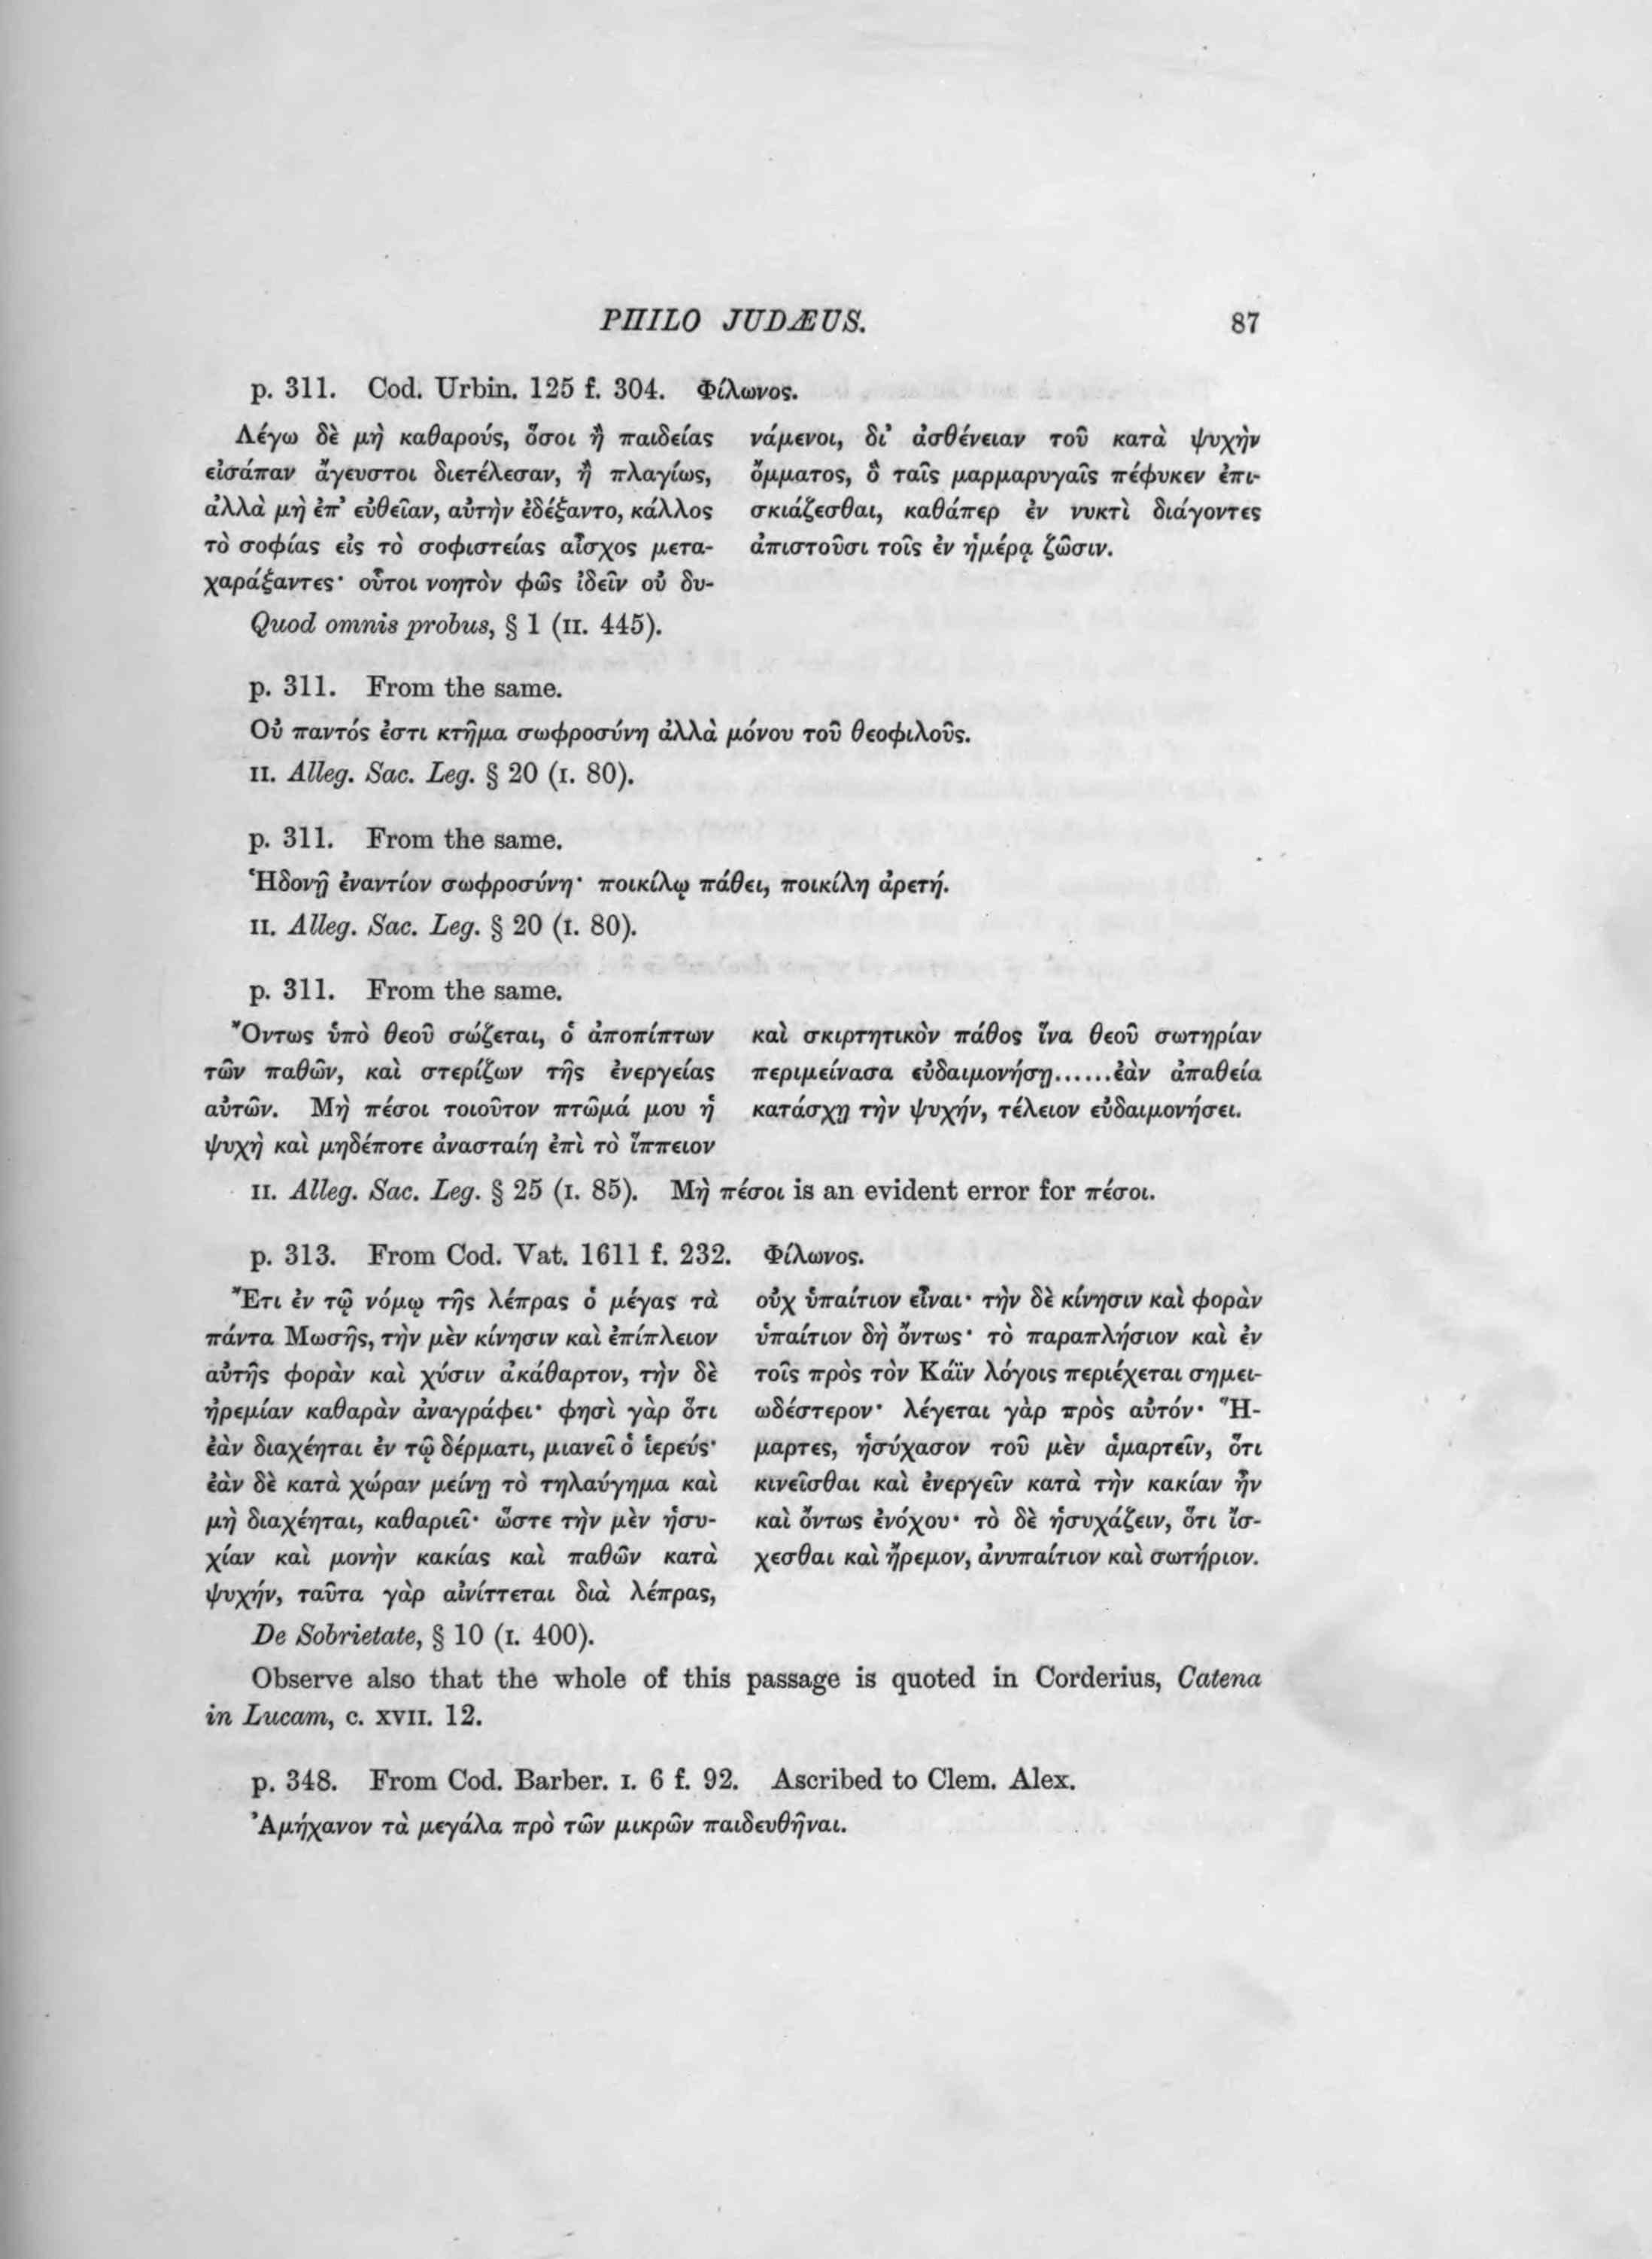 PHILO JUDÆUS. 87
p. 311. Cod. Urbin. 125 f. 304. Φίλωνος.
Λέγω δὲ μὴ καθαρούς, ὅσοι ἢ παιδείας
εἰσάπαν ἄγευστοι διετέλεσαν, ἢ πλαγίως,
ἀλλὰ μὴ ἐπ’ εὐθεῖαν, αὐτὴν ἐδέξαντο, κάλλος
τὸ σοφίας εἰς τὸ σοφιστείας αἶσχος μετα-
χαράξαντες· οὗτοι νοητὸν φῶς ἰδεῖν οὐ δυ-
νάμενοι, δι’ ἀσθένειαν τοῦ κατὰ ψυχὴν
ὄμματος, ὃ ταῖς μαρμαρυγαῖς πέφυκεν ἐπι-
σκιάζεσθαι, καθάπερ ἐν νυκτὶ διάγοντες
ἀπιστοῦσι τοῖς ἐν ἡμέρᾳ ζῶσιν.
Quod omnis probus, § 1 (II. 445).
p. 311. From the same.
Οὐ παντός ἐστι κτῆμα σωφροσύνη ἀλλὰ μόνου τοῦ θεοφιλοῦς.
II. Alleg. Sac. Leg. § 20 (I. 80).
p. 311. From the same.
Ἡδονῇ ἐναντίον σωφροσύνη· ποικίλῳ πάθει, ποικίλη ἀρετή.
II. Alleg. Sac. Leg. § 20 (I. 80).
p. 311. From the same.
Ὄντως ὑπὸ θεοῦ σώζεται, ὁ ἀποπίπτων
τῶν παθῶν, καὶ στερίζων τῆς ἐνεργείας
αὐτῶν. Μὴ πέσοι τοιοῦτον πτῶμά μου ἡ
ψυχὴ καὶ μηδέποτε ἀνασταίη ἐπὶ τὸ ἵππειον
καὶ σκιρτητικὸν πάθος ἵνα θεοῦ σωτηρίαν
περιμείνασα εὐδαιμονήσῃ......ἐὰν ἀπαθεία
κατάσχῃ τὴν ψυχήν, τέλειον εὐδαιμονήσει.
II. Alleg. Sac. Leg. § 25 (I. 85). Μὴ πέσοι is an evident error for πέσοι.
p. 313. From Cod. Vat. 1611 f. 232. Φίλωνος.
Ἔτι ἐν τῷ νόμῳ τῆς λέπρας ὁ μέγας τὰ
πάντα Μωσῆς, τὴν μὲν κίνησιν καὶ ἐπίπλειον
αὐτῆς φορὰν καὶ χύσιν ἀκάθαρτον, τὴν δὲ
ἠρεμίαν καθαρὰν ἀναγράφει· φησὶ γὰρ ὅτι
ἐὰν διαχέηται ἐν τῷ δέρματι, μιανεῖ ὁ ἱερεύς·
ἐὰν δὲ κατὰ χώραν μείνῃ τὸ τηλαύγημα καὶ
μὴ διαχέηται, καθαριεῖ· ὥστε τὴν μὲν ἡσυ-
χίαν καὶ μονὴν κακίας καὶ παθῶν κατὰ
ψυχήν, ταῦτα γὰρ αἰνίττεται διὰ λέπρας,
οὐχ ὑπαίτιον εἶναι· τὴν δὲ κίνησιν καὶ φορὰν
ὑπαίτιον δὴ ὄντως· τὸ παραπλήσιον καὶ ἐν
τοῖς πρὸς τὸν Κάϊν λόγοις περιέχεται σημει-
ωδέστερον· λέγεται γὰρ πρὸς αὐτόν· Ἥ-
μαρτες, ἡσύχασον τοῦ μὲν ἁμαρτεῖν, ὅτι
κινεῖσθαι καὶ ἐνεργεῖν κατὰ τὴν κακίαν ἦν
καὶ ὄντως ἐνόχου· τὸ δὲ ἡσυχάζειν, ὅτι ἴσ-
χεσθαι καὶ ἤρεμον, ἀνυπαίτιον καὶ σωτήριον.
De Sobrietate, § 10 (I. 400).
Observe also that the whole of this passage is quoted in Corderius, Catena
in Lucam, c. XVII. 12.
p. 348. From Cod. Barber. I. 6 f. 92. Ascribed to Clem. Alex.
Ἀμήχανον τὰ μεγάλα πρὸ τῶν μικρῶν παιδευθῆναι.